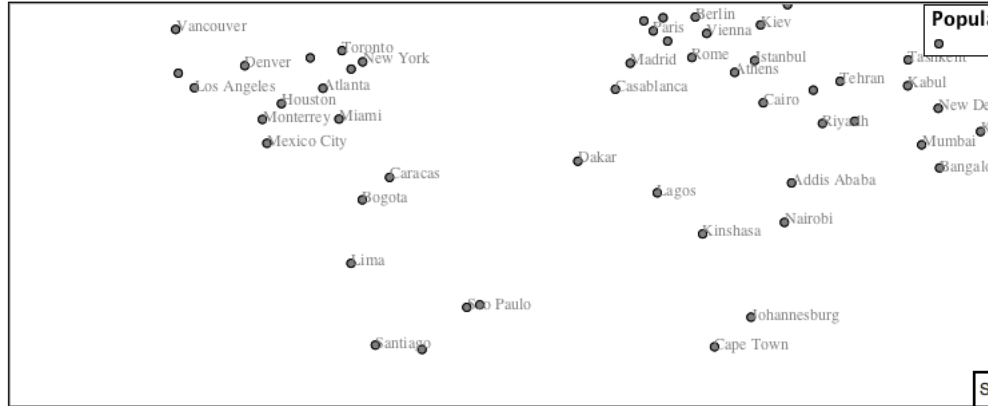 Vancouver
Berlin
Paris
Kiev
Vienna
Popula
Toronto
New York
Denver
Madrid
Rome
Istanbul
Athens
Tashkent
Los Angeles
Atlanta
Casablanca
Tehran
Kabul
Houston
Cairo
New De
Monterrey
Miami
Riyadh
Mexico City
Mumbai
K
Dakar
Caracas
Bangalo
Bogota
Lagos
Addis Ababa
Kinshasa
Nairobi
Lima
Sao Paulo
Johannesburg
Santiago
Cape Town
S